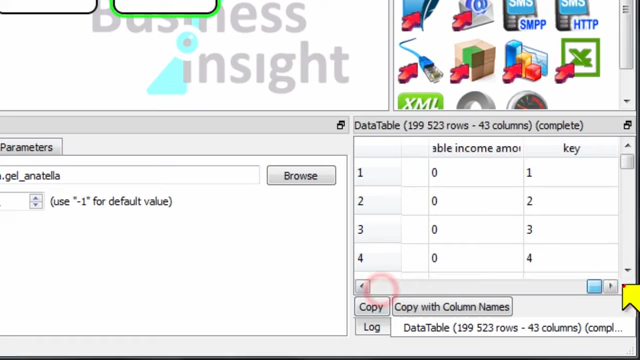 Business
insight
SMS
SMPP
SMS
HTTP
XML
Parameters
DataTable (199 523 rows - 43 columns) (complete)
able income amou
key
1
0
1
.gel_anatella
Browse
2
0
2
(use "-1" for default value)
3
0
3
4
0
4
Copy
Copy with Column Names
Log
DataTable (199 523 rows - 43 columns) (compl...